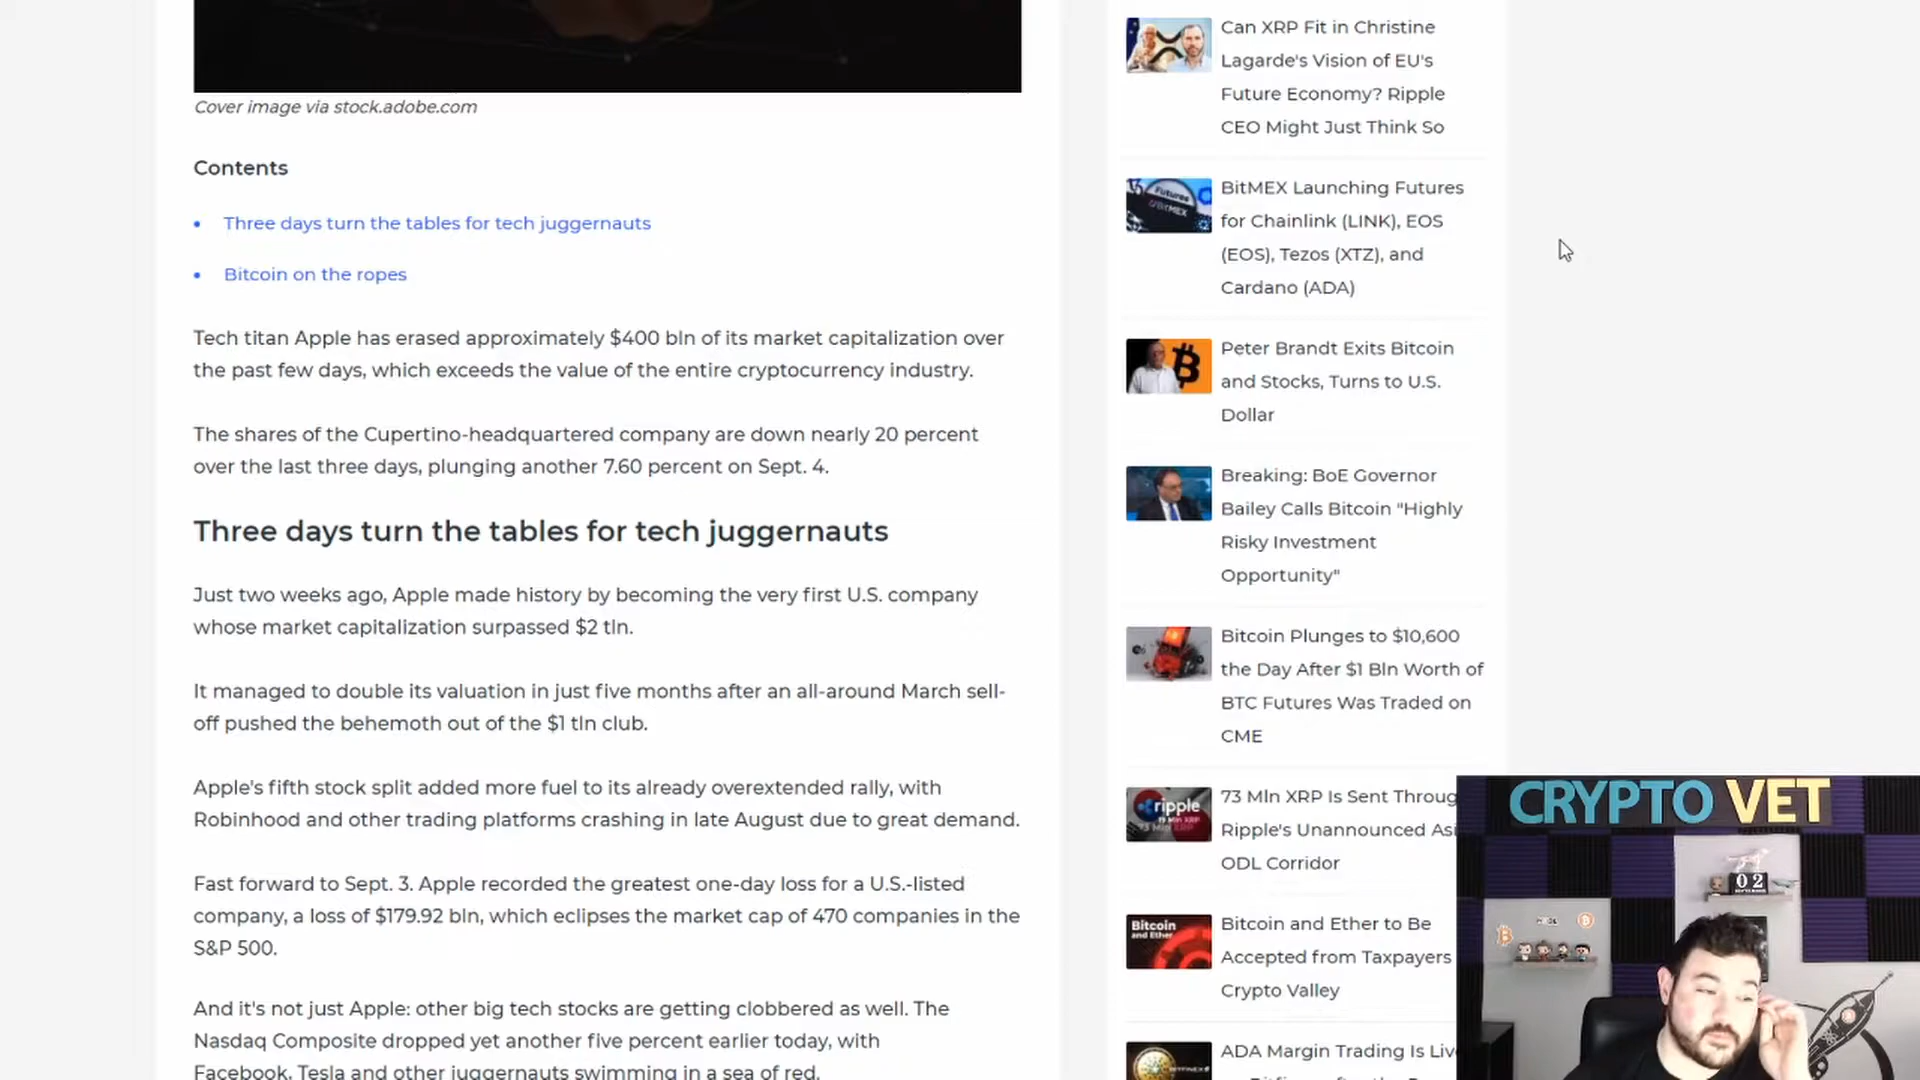 Cover image via stock.adobe.com
Contents
• Three days turn the tables for tech juggernauts
• Bitcoin on the ropes
Tech titan Apple has erased approximately $400 bln of its market capitalization over
the past few days, which exceeds the value of the entire cryptocurrency industry.
The shares of the Cupertino-headquartered company are down nearly 20 percent
over the last three days, plunging another 7.60 percent on Sept. 4.
Three days turn the tables for tech juggernauts
Just two weeks ago, Apple made history by becoming the very first U.S. company
whose market capitalization surpassed $2 tln.
It managed to double its valuation in just five months after an all-around March sell-
off pushed the behemoth out of the $1 tln club.
Apple's fifth stock split added more fuel to its already overextended rally, with
Robinhood and other trading platforms crashing in late August due to great demand.
Fast forward to Sept. 3. Apple recorded the greatest one-day loss for a U.S.-listed
company, a loss of $179.92 bln, which eclipses the market cap of 470 companies in the
S&P 500.
And it's not just Apple: other big tech stocks are getting clobbered as well. The
Nasdaq Composite dropped yet another five percent earlier today, with
Facebook, Tesla and other juggernauts swimming in a sea of red.
Can XRP Fit in Christine
Lagarde's Vision of EU's
Future Economy? Ripple
CEO Might Just Think So
Futures
BitMEX
BitMEX Launching Futures
for Chainlink (LINK), EOS
(EOS), Tezos (XTZ), and
Cardano (ADA)
Peter Brandt Exits Bitcoin
and Stocks, Turns to U.S.
Dollar
Breaking: BoE Governor
Bailey Calls Bitcoin "Highly
Risky Investment
Opportunity"
Bitcoin Plunges to $10,600
the Day After $1 Bln Worth of
BTC Futures Was Traded on
CME
ripple
73 Mln XRP
73 Mln XRP Is Sent Throug
Ripple's Unannounced Asi
ODL Corridor
Bitcoin
and Ether
Bitcoin and Ether to Be
Accepted from Taxpayers
Crypto Valley
ADA Margin Trading Is Liv
CRYPTO VET
02